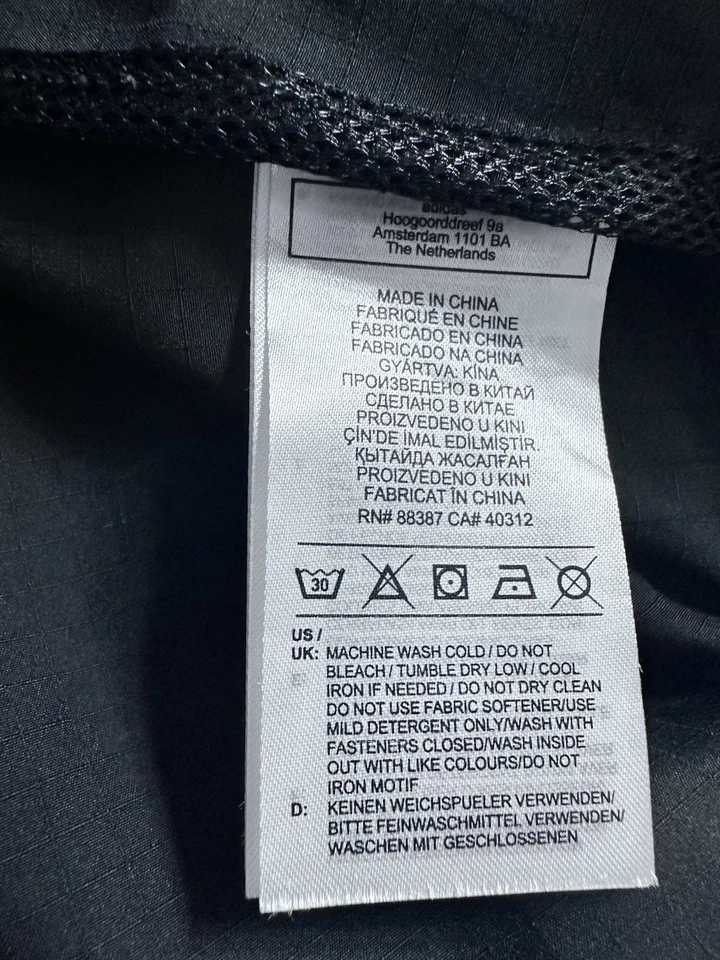 adidas
Hoogoorddreef 9a
Amsterdam 1101 BA
The Netherlands
MADE IN CHINA
FABRIQUÉ EN CHINE
FABRICADO EN CHINA
FABRICADO NA CHINA
GYÁRTVA: KÍNA
ПРОИЗВЕДЕНО В КИТАЙ
СДЕЛАНО В КИТАЕ
PROIZVEDENO U KINI
ÇİN'DE İMAL EDİLMİŞTİR.
ҚЫТАЙДА ЖАСАЛҒАН
PROIZVEDENO U KINI
FABRICAT ÎN CHINA
RN# 88387 CA# 40312
30
US /
UK: MACHINE WASH COLD / DO NOT
BLEACH / TUMBLE DRY LOW / COOL
IRON IF NEEDED / DO NOT DRY CLEAN
DO NOT USE FABRIC SOFTENER/USE
MILD DETERGENT ONLY/WASH WITH
FASTENERS CLOSED/WASH INSIDE
OUT WITH LIKE COLOURS/DO NOT
IRON MOTIF
D: KEINEN WEICHSPUELER VERWENDEN/
BITTE FEINWASCHMITTEL VERWENDEN/
WASCHEN MIT GESCHLOSSENEN